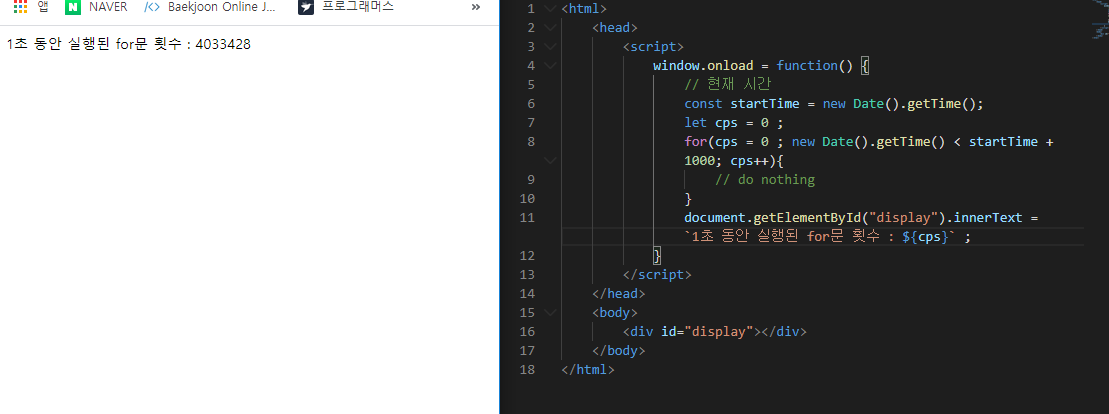 앱 NAVER Baekjoon Online J... 프로그래머스 »
1초 동안 실행된 for문 횟수 : 4033428
1 <html>
2 <head>
3 <script>
4 window.onload = function() {
5 // 현재 시간
6 const startTime = new Date().getTime();
7 let cps = 0 ;
8 for(cps = 0 ; new Date().getTime() < startTime +
1000; cps++){
9 // do nothing
10 }
11 document.getElementById("display").innerText =
`1초 동안 실행된 for문 횟수 : ${cps}` ;
12 }
13 </script>
14 </head>
15 <body>
16 <div id="display"></div>
17 </body>
18 </html>